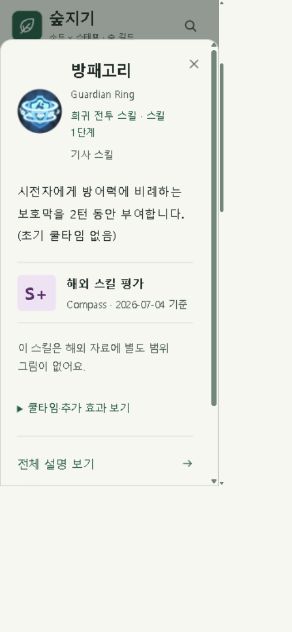 숲지기
방패고리
Guardian Ring
희귀 전투 스킬 · 스킬
1단계
기사 스킬
시전자에게 방어력에 비례하는
보호막을 2턴 동안 부여합니다.
(초기 쿨타임 없음)
S+
해외 스킬 평가
Compass · 2026-07-04 기준
이 스킬은 해외 자료에 별도 범위
그림이 없어요.
▶ 쿨타임·추가 효과 보기
전체 설명 보기 →